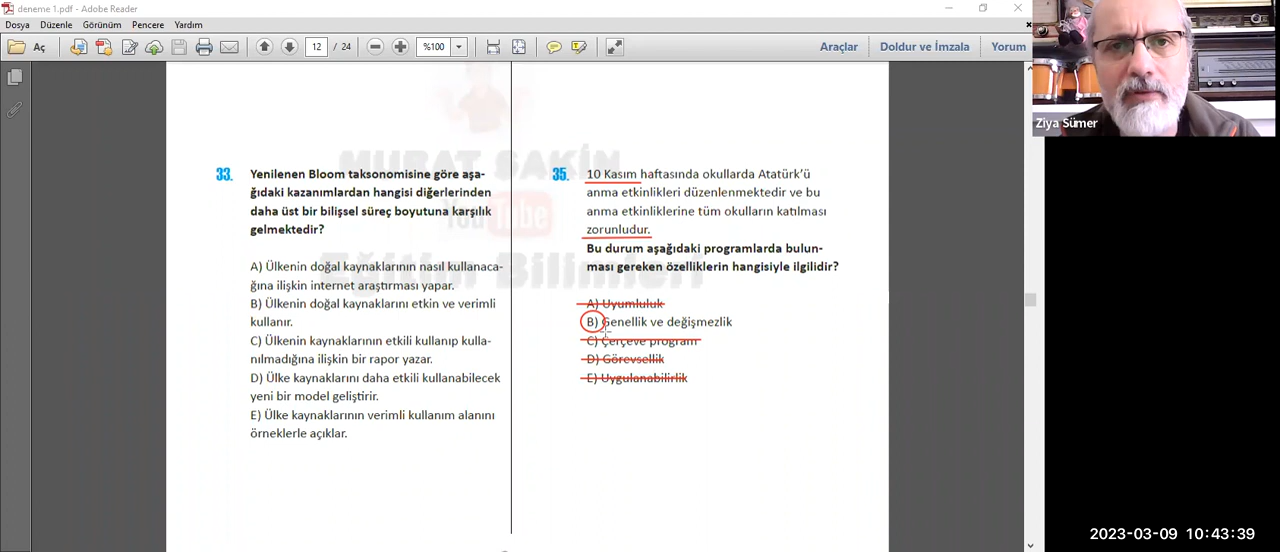 deneme 1.pdf - Adobe Reader
Dosya Düzenle Görünüm Pencere Yardım
Aç 12 / 24 %100 Araçlar Doldur ve İmzala Yorum
Ziya Sümer
MURAT SAKİN
YouTube
Eğitim Bilimleri
33. Yenilenen Bloom taksonomisine göre aşa-
ğıdaki kazanımlardan hangisi diğerlerinden
daha üst bir bilişsel süreç boyutuna karşılık
gelmektedir?
A) Ülkenin doğal kaynaklarının nasıl kullanaca-
ğına ilişkin internet araştırması yapar.
B) Ülkenin doğal kaynaklarını etkin ve verimli
kullanır.
C) Ülkenin kaynaklarının etkili kullanıp kulla-
nılmadığına ilişkin bir rapor yazar.
D) Ülke kaynaklarını daha etkili kullanabilecek
yeni bir model geliştirir.
E) Ülke kaynaklarının verimli kullanım alanını
örneklerle açıklar.
35. 10 Kasım haftasında okullarda Atatürk’ü
anma etkinlikleri düzenlenmektedir ve bu
anma etkinliklerine tüm okulların katılması
zorunludur.
Bu durum aşağıdaki programlarda bulun-
ması gereken özelliklerin hangisiyle ilgilidir?
A) Uyumluluk
B) Genellik ve değişmezlik
C) Çerçeve program
D) Görevsellik
E) Uygulanabilirlik
2023-03-09 10:43:39